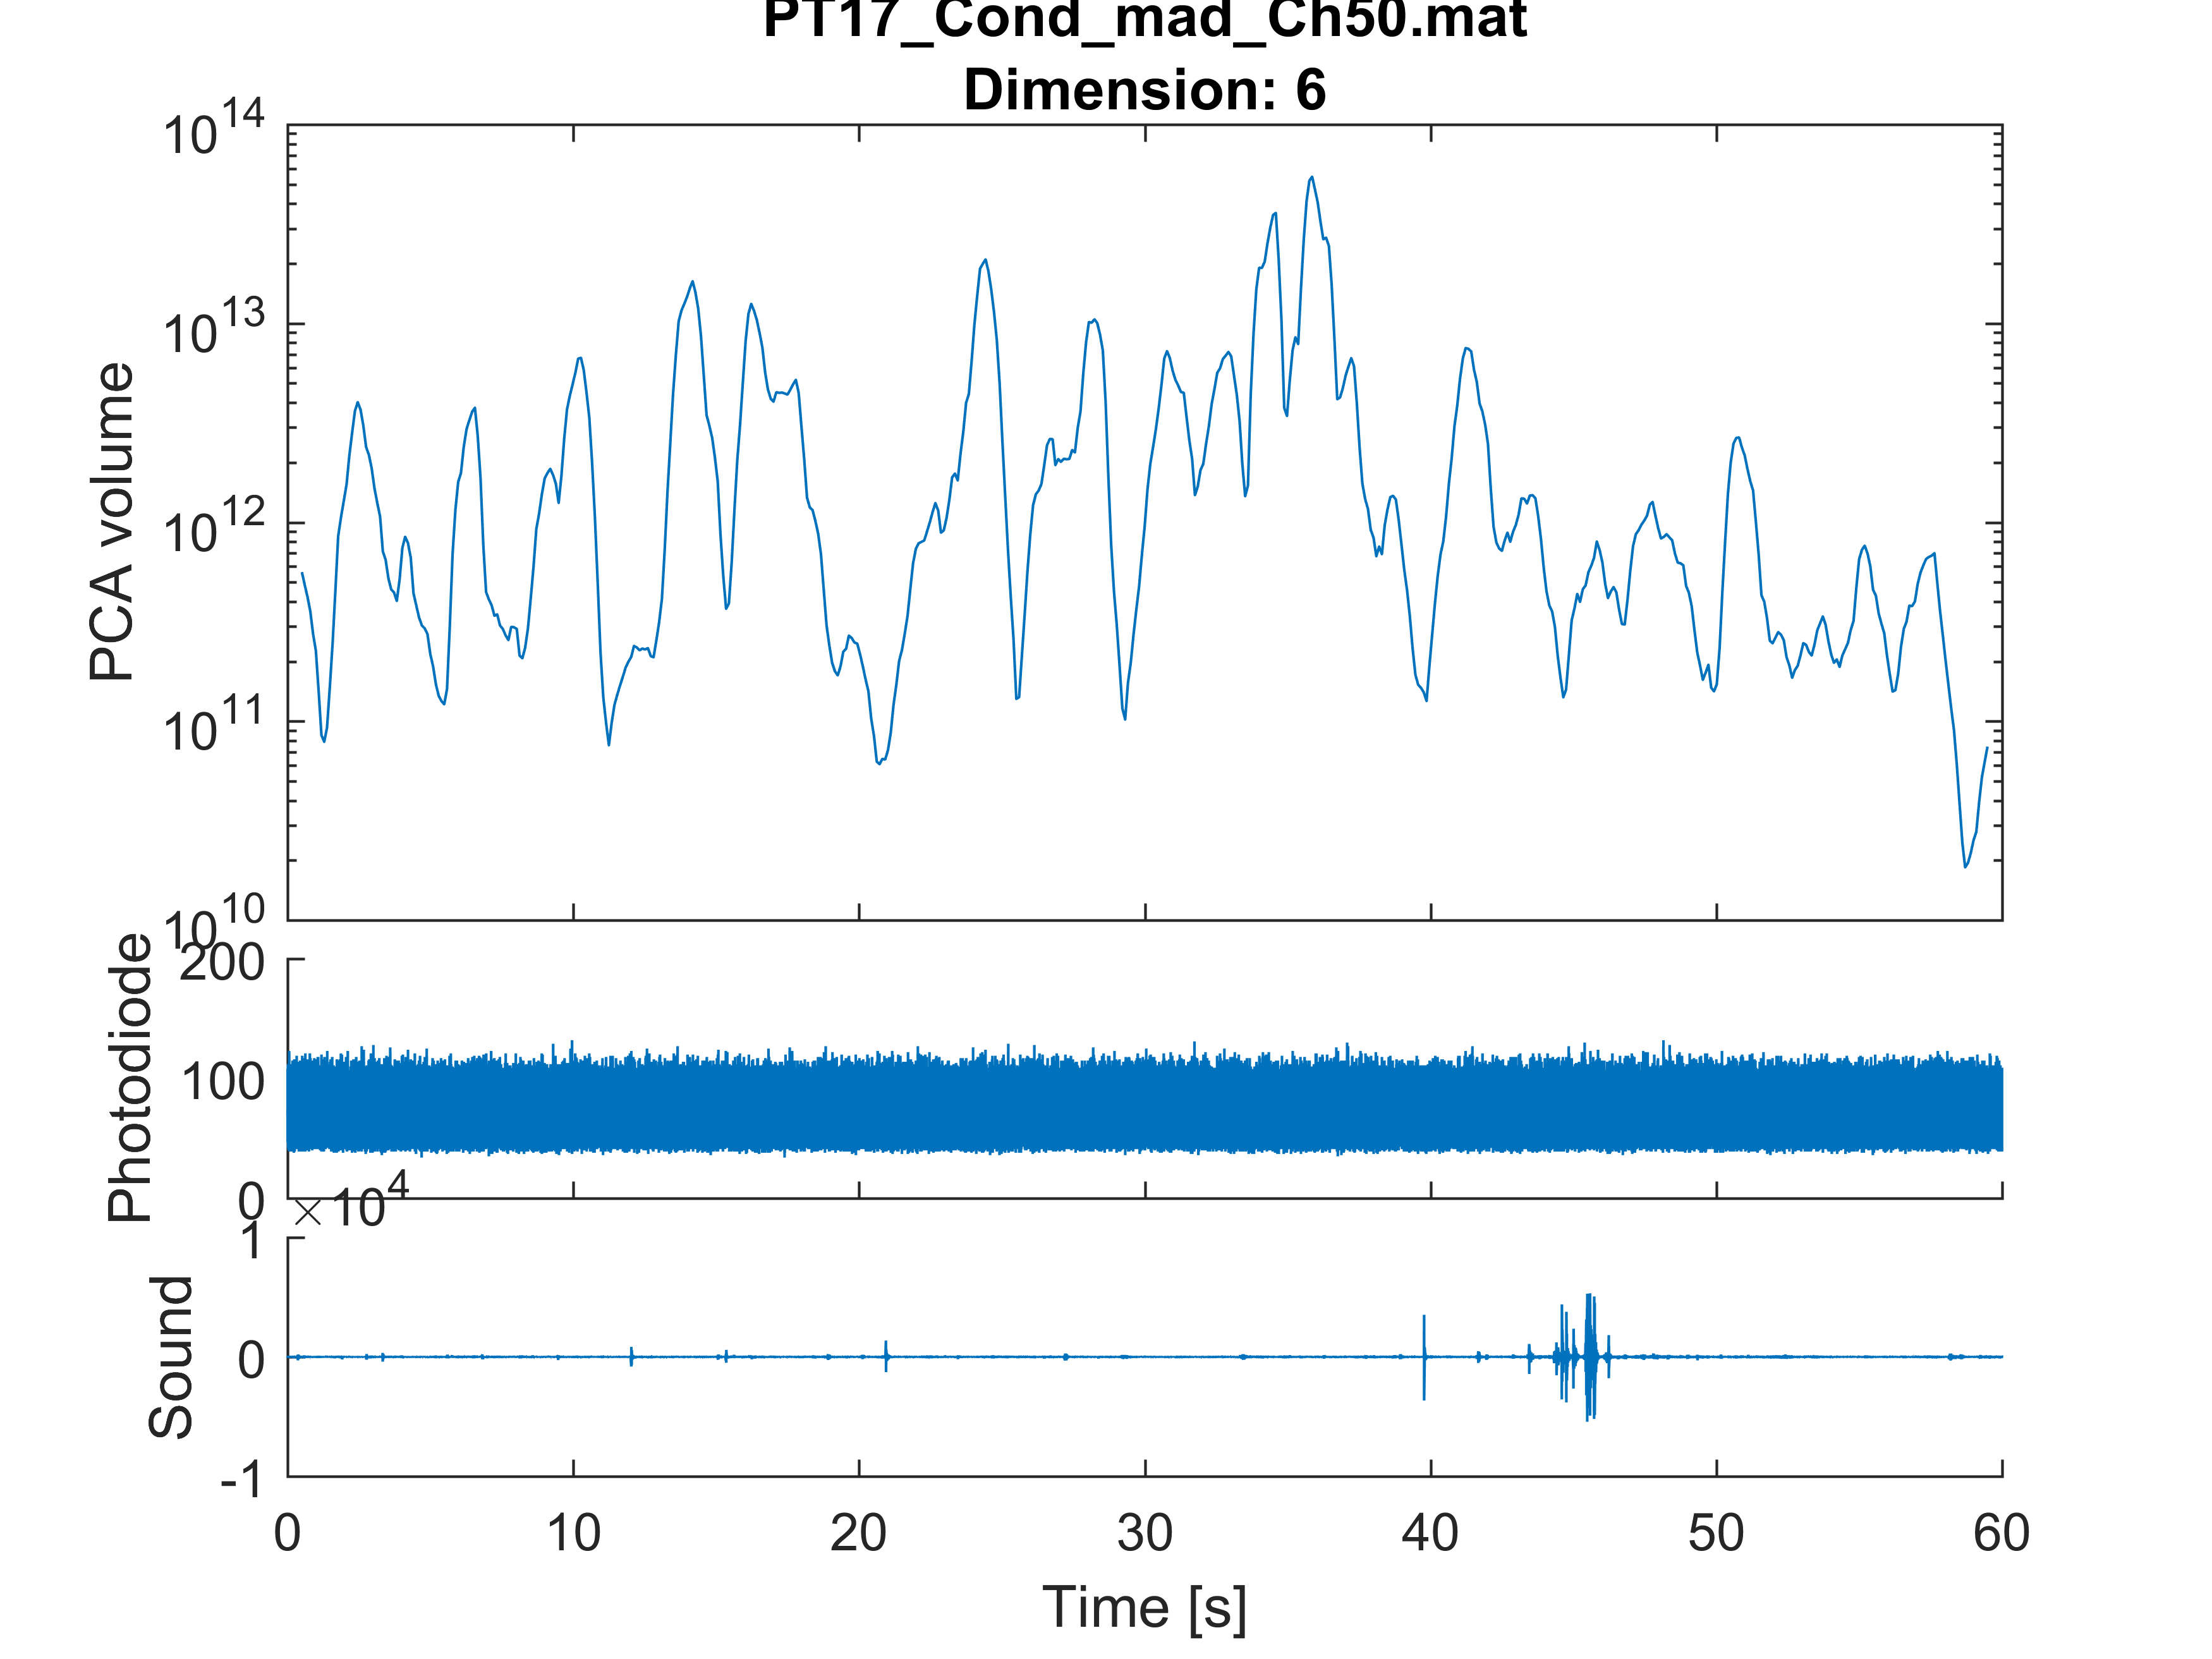 PT17_Cond_mad_Ch50.mat
Dimension: 6
10^14
10^13
10^12
10^11
10^10
PCA volume
200
100
0
Photodiode
×10^4
1
0
-1
Sound
0 10 20 30 40 50 60
Time [s]